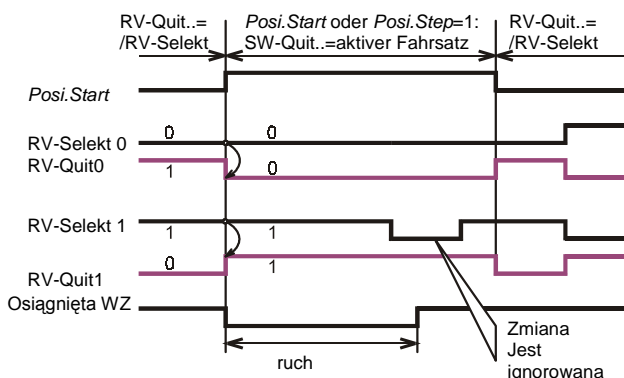 RV-Quit..=
/RV-Selekt
Posi.Start oder Posi.Step=1:
SW-Quit..=aktiver Fahrsatz
RV-Quit..=
/RV-Selekt
Posi.Start
RV-Selekt 0
0
0
RV-Quit0
1
0
RV-Selekt 1
1
1
RV-Quit1
0
1
Osiągnięta WZ
ruch
Zmiana
Jest
ignorowana